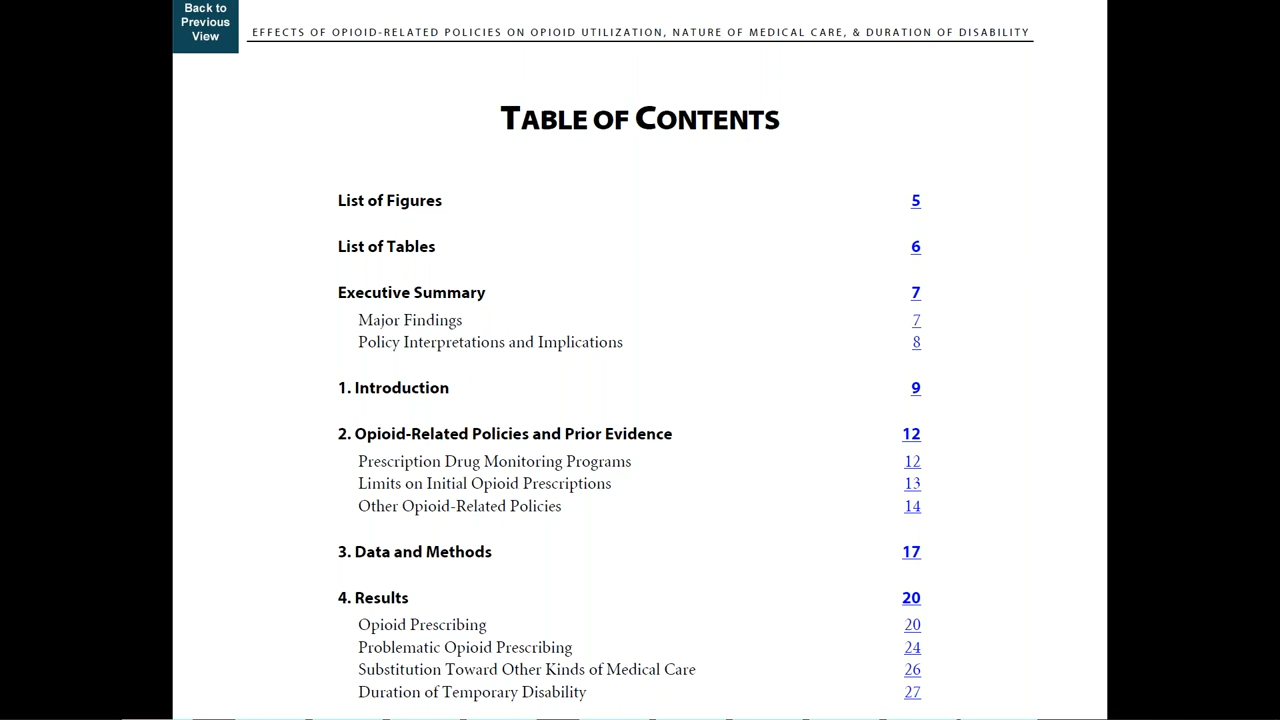 Back to
Previous
View
EFFECTS OF OPIOID-RELATED POLICIES ON OPIOID UTILIZATION, NATURE OF MEDICAL CARE, & DURATION OF DISABILITY
TABLE OF CONTENTS
List of Figures 5
List of Tables 6
Executive Summary 7
Major Findings 7
Policy Interpretations and Implications 8
1. Introduction 9
2. Opioid-Related Policies and Prior Evidence 12
Prescription Drug Monitoring Programs 12
Limits on Initial Opioid Prescriptions 13
Other Opioid-Related Policies 14
3. Data and Methods 17
4. Results 20
Opioid Prescribing 20
Problematic Opioid Prescribing 24
Substitution Toward Other Kinds of Medical Care 26
Duration of Temporary Disability 27